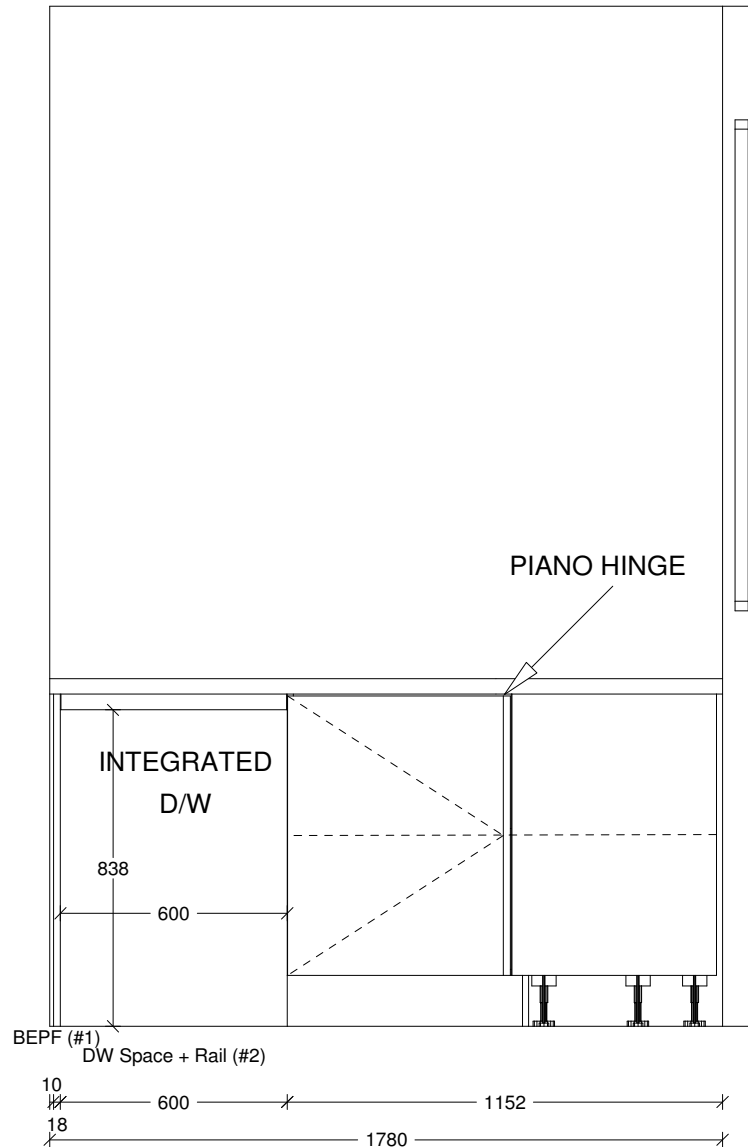 PIANO HINGE
INTEGRATED
D/W
838
600
BEPF (#1)
DW Space + Rail (#2)
10
600
1152
18
1780